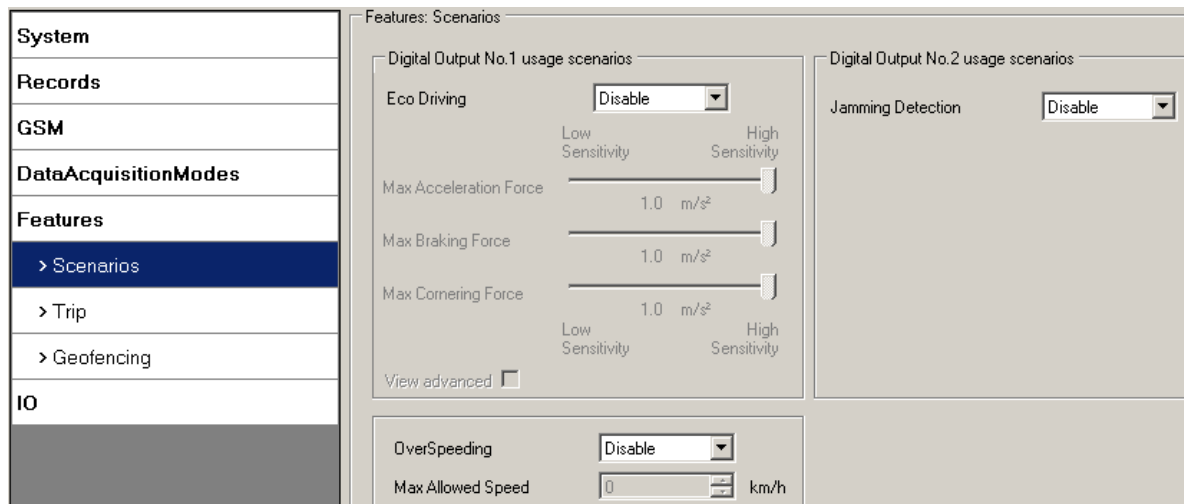 System
Records
GSM
DataAcquisitionModes
Features
> Scenarios
> Trip
> Geofencing
IO
Features: Scenarios
Digital Output No.1 usage scenarios
Eco Driving Disable
Low Sensitivity High Sensitivity
Max Acceleration Force
1.0 m/s²
Max Braking Force
1.0 m/s²
Max Cornering Force
1.0 m/s²
Low Sensitivity High Sensitivity
View advanced
Digital Output No.2 usage scenarios
Jamming Detection Disable
OverSpeeding Disable
Max Allowed Speed 0 km/h